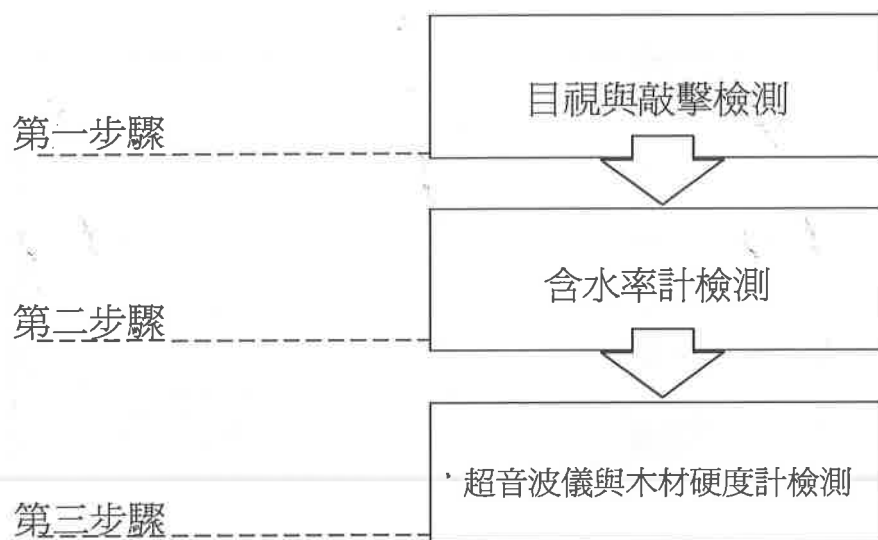 目視與敲擊檢測
第一步驟
含水率計檢測
第二步驟
超音波儀與木材硬度計檢測
第三步驟